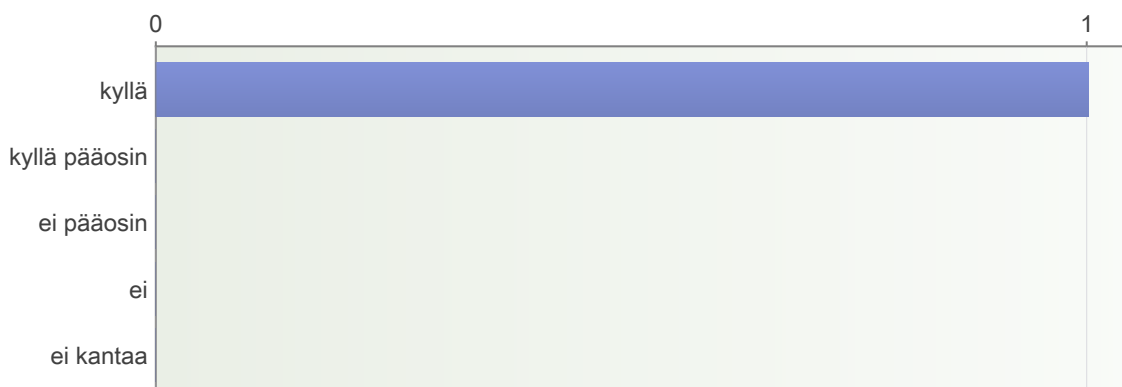 0 1
kyllä
kyllä pääosin
ei pääosin
ei
ei kantaa